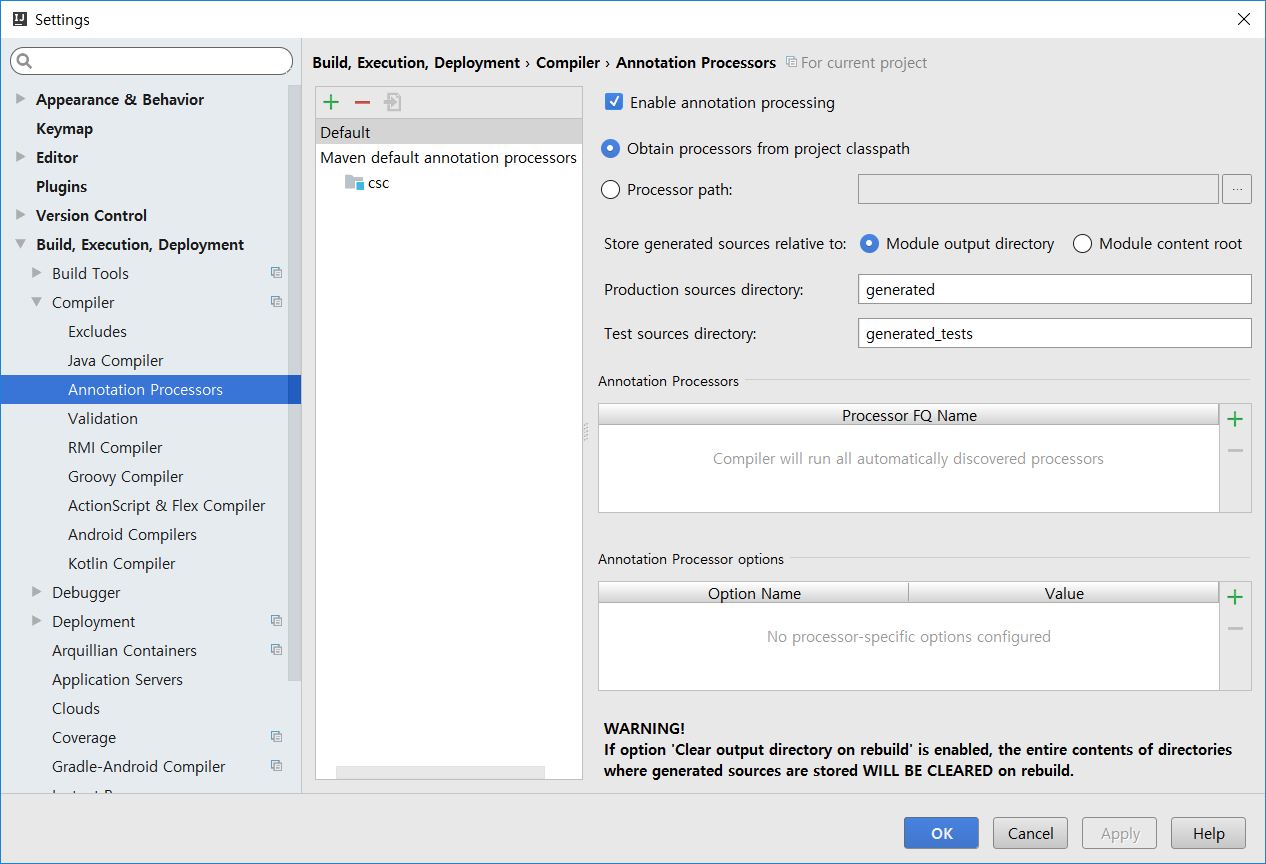 Settings
Build, Execution, Deployment › Compiler › Annotation Processors For current project
Appearance & Behavior
Keymap
Editor
Plugins
Version Control
Build, Execution, Deployment
Build Tools
Compiler
Excludes
Java Compiler
Annotation Processors
Validation
RMI Compiler
Groovy Compiler
ActionScript & Flex Compiler
Android Compilers
Kotlin Compiler
Debugger
Deployment
Arquillian Containers
Application Servers
Clouds
Coverage
Gradle-Android Compiler
Default
Maven default annotation processors
csc
Enable annotation processing
Obtain processors from project classpath
Processor path:
...
Store generated sources relative to: Module output directory Module content root
Production sources directory: generated
Test sources directory: generated_tests
Annotation Processors
Processor FQ Name
Compiler will run all automatically discovered processors
Annotation Processor options
Option Name Value
No processor-specific options configured
WARNING!
If option 'Clear output directory on rebuild' is enabled, the entire contents of directories
where generated sources are stored WILL BE CLEARED on rebuild.
OK Cancel Apply Help